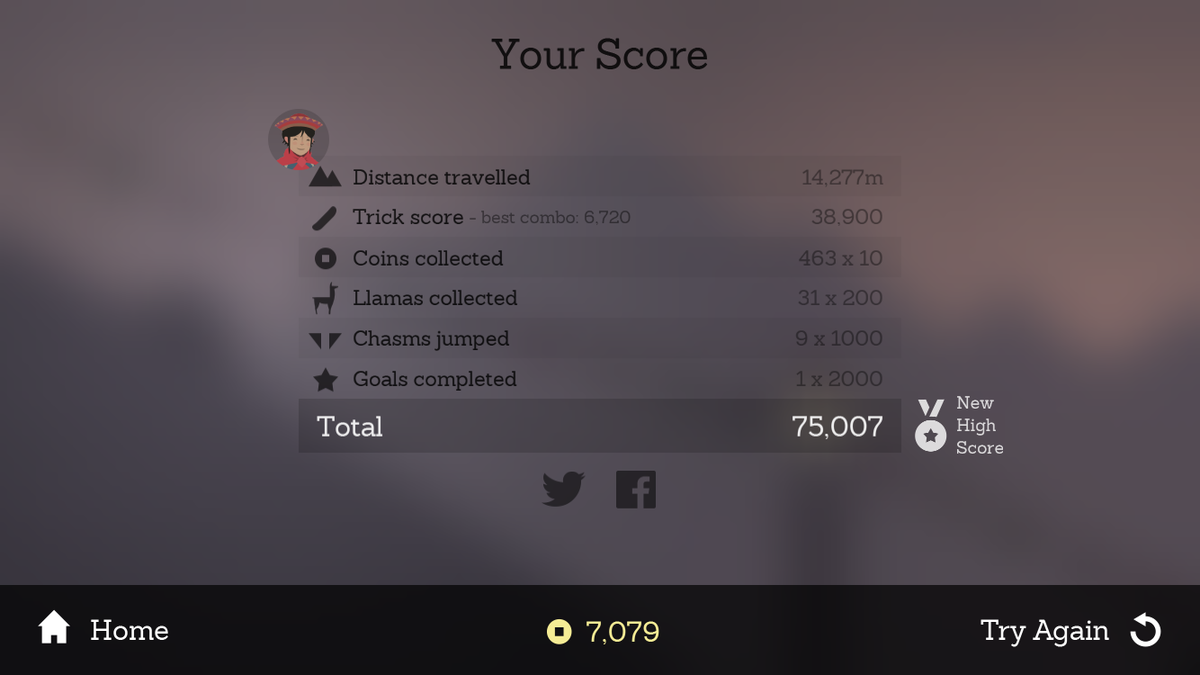 Your Score
Distance travelled 14,277m
Trick score - best combo: 6,720 38,900
Coins collected 463 x 10
Llamas collected 31 x 200
Chasms jumped 9 x 1000
Goals completed 1 x 2000
Total 75,007
New
High
Score
Home 7,079 Try Again